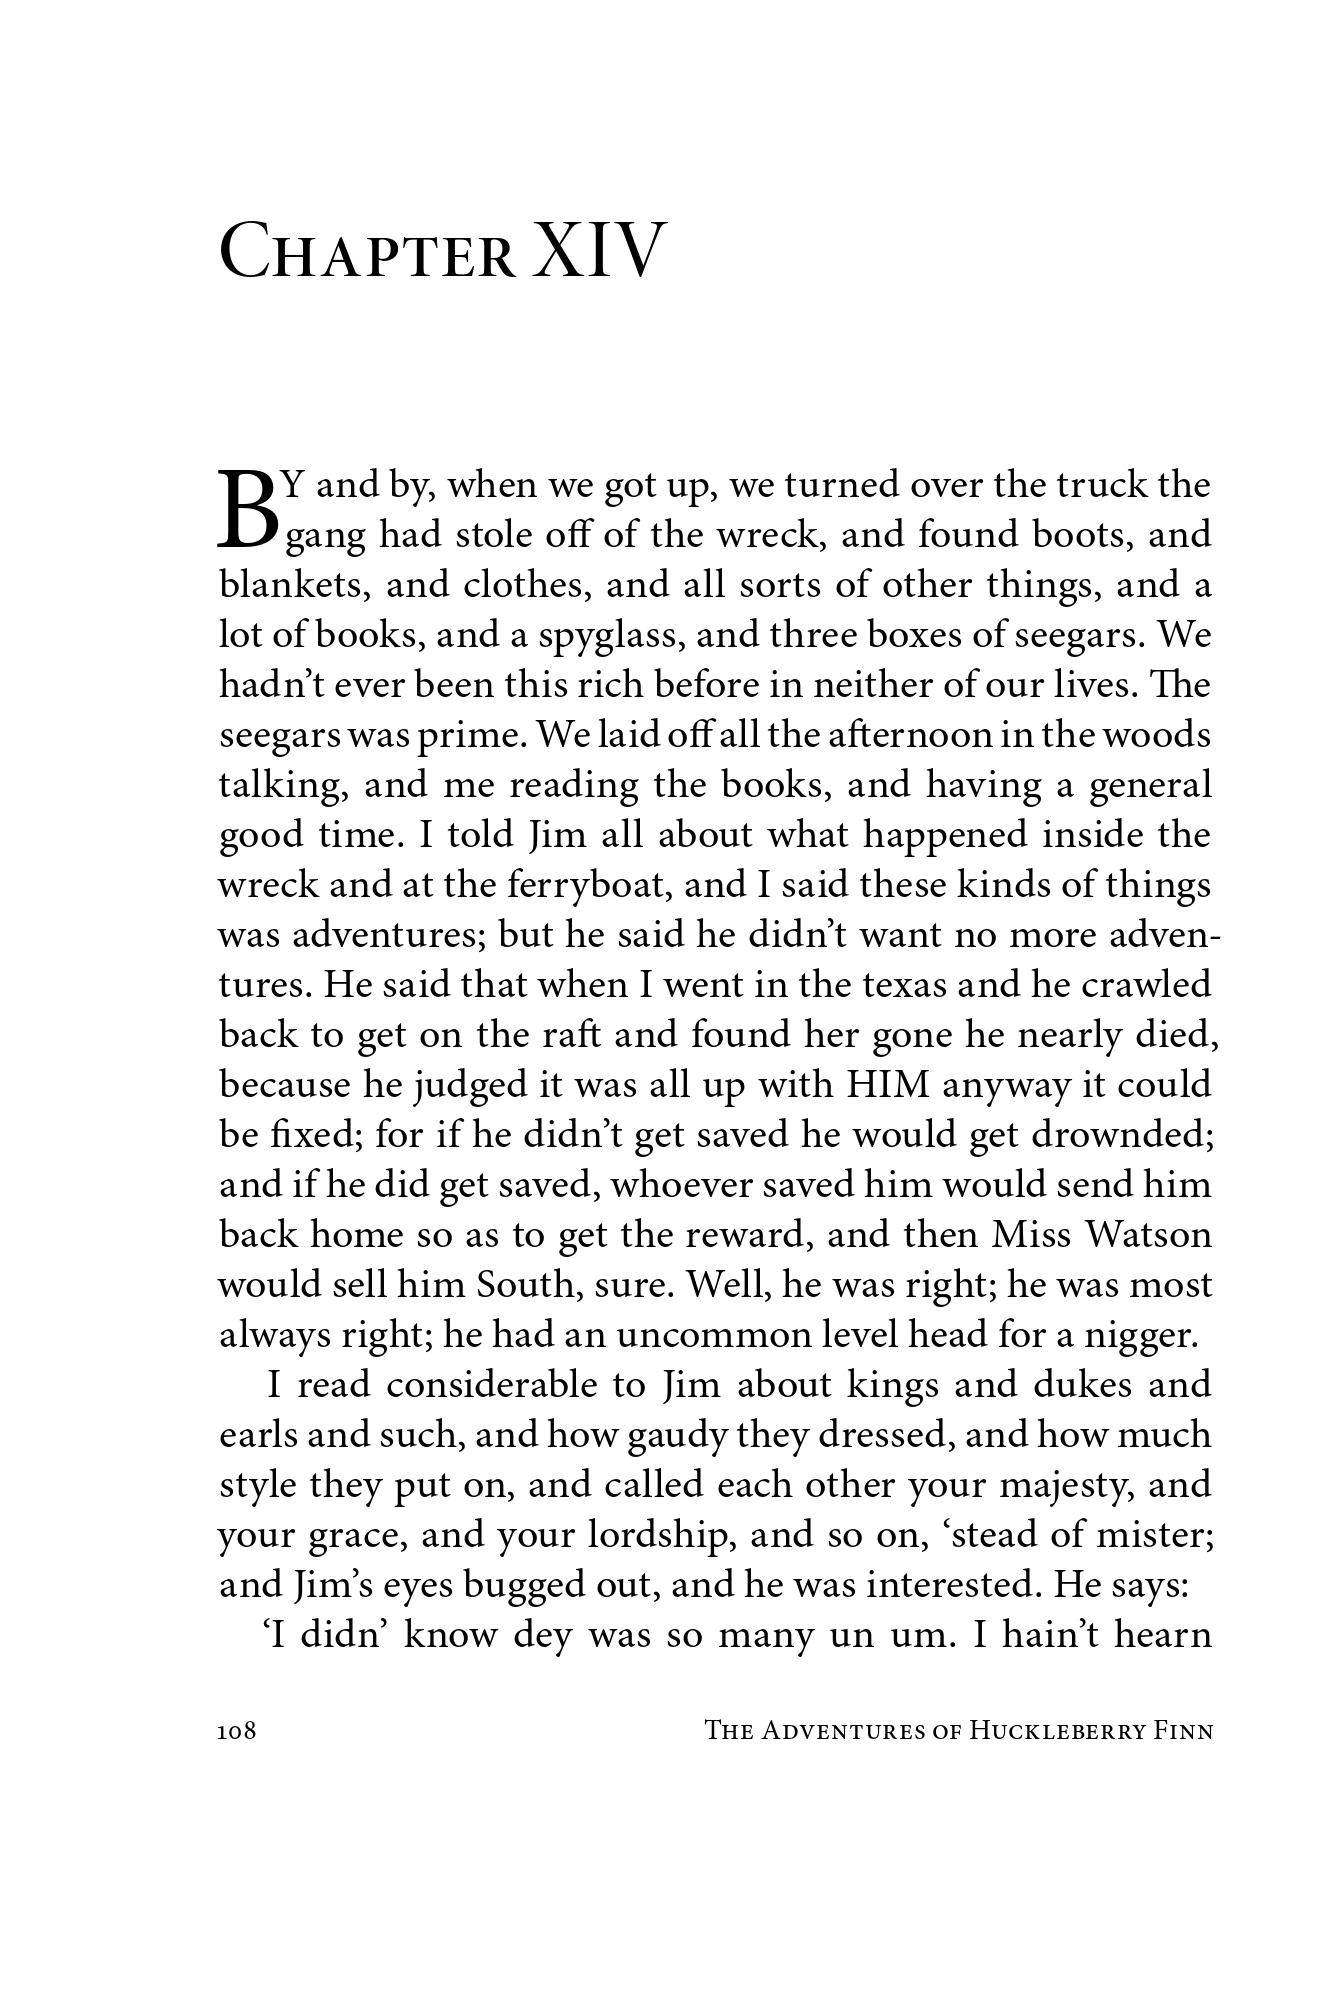 Chapter XIV
BY and by, when we got up, we turned over the truck the
gang had stole off of the wreck, and found boots, and
blankets, and clothes, and all sorts of other things, and a
lot of books, and a spyglass, and three boxes of seegars. We
hadn’t ever been this rich before in neither of our lives. The
seegars was prime. We laid off all the afternoon in the woods
talking, and me reading the books, and having a general
good time. I told Jim all about what happened inside the
wreck and at the ferryboat, and I said these kinds of things
was adventures; but he said he didn’t want no more adven-
tures. He said that when I went in the texas and he crawled
back to get on the raft and found her gone he nearly died,
because he judged it was all up with HIM anyway it could
be fixed; for if he didn’t get saved he would get drownded;
and if he did get saved, whoever saved him would send him
back home so as to get the reward, and then Miss Watson
would sell him South, sure. Well, he was right; he was most
always right; he had an uncommon level head for a nigger.
I read considerable to Jim about kings and dukes and
earls and such, and how gaudy they dressed, and how much
style they put on, and called each other your majesty, and
your grace, and your lordship, and so on, ‘stead of mister;
and Jim’s eyes bugged out, and he was interested. He says:
‘I didn’ know dey was so many un um. I hain’t hearn
108 The Adventures of Huckleberry Finn